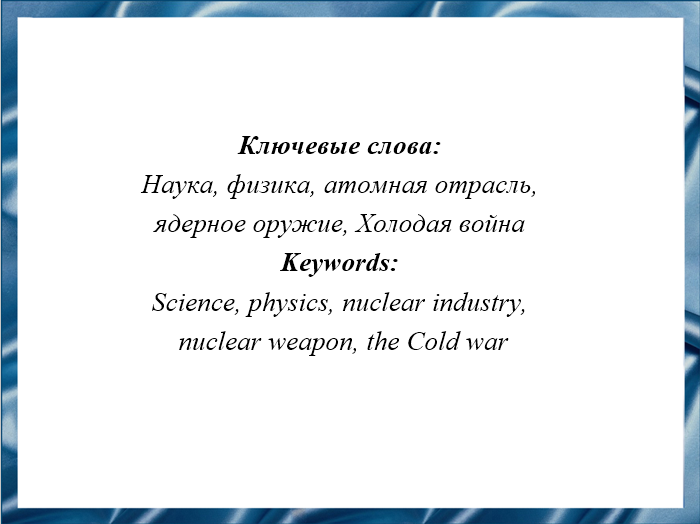 Ключевые слова:
Наука, физика, атомная отрасль,
ядерное оружие, Холодая война
Keywords:
Science, physics, nuclear industry,
nuclear weapon, the Cold war